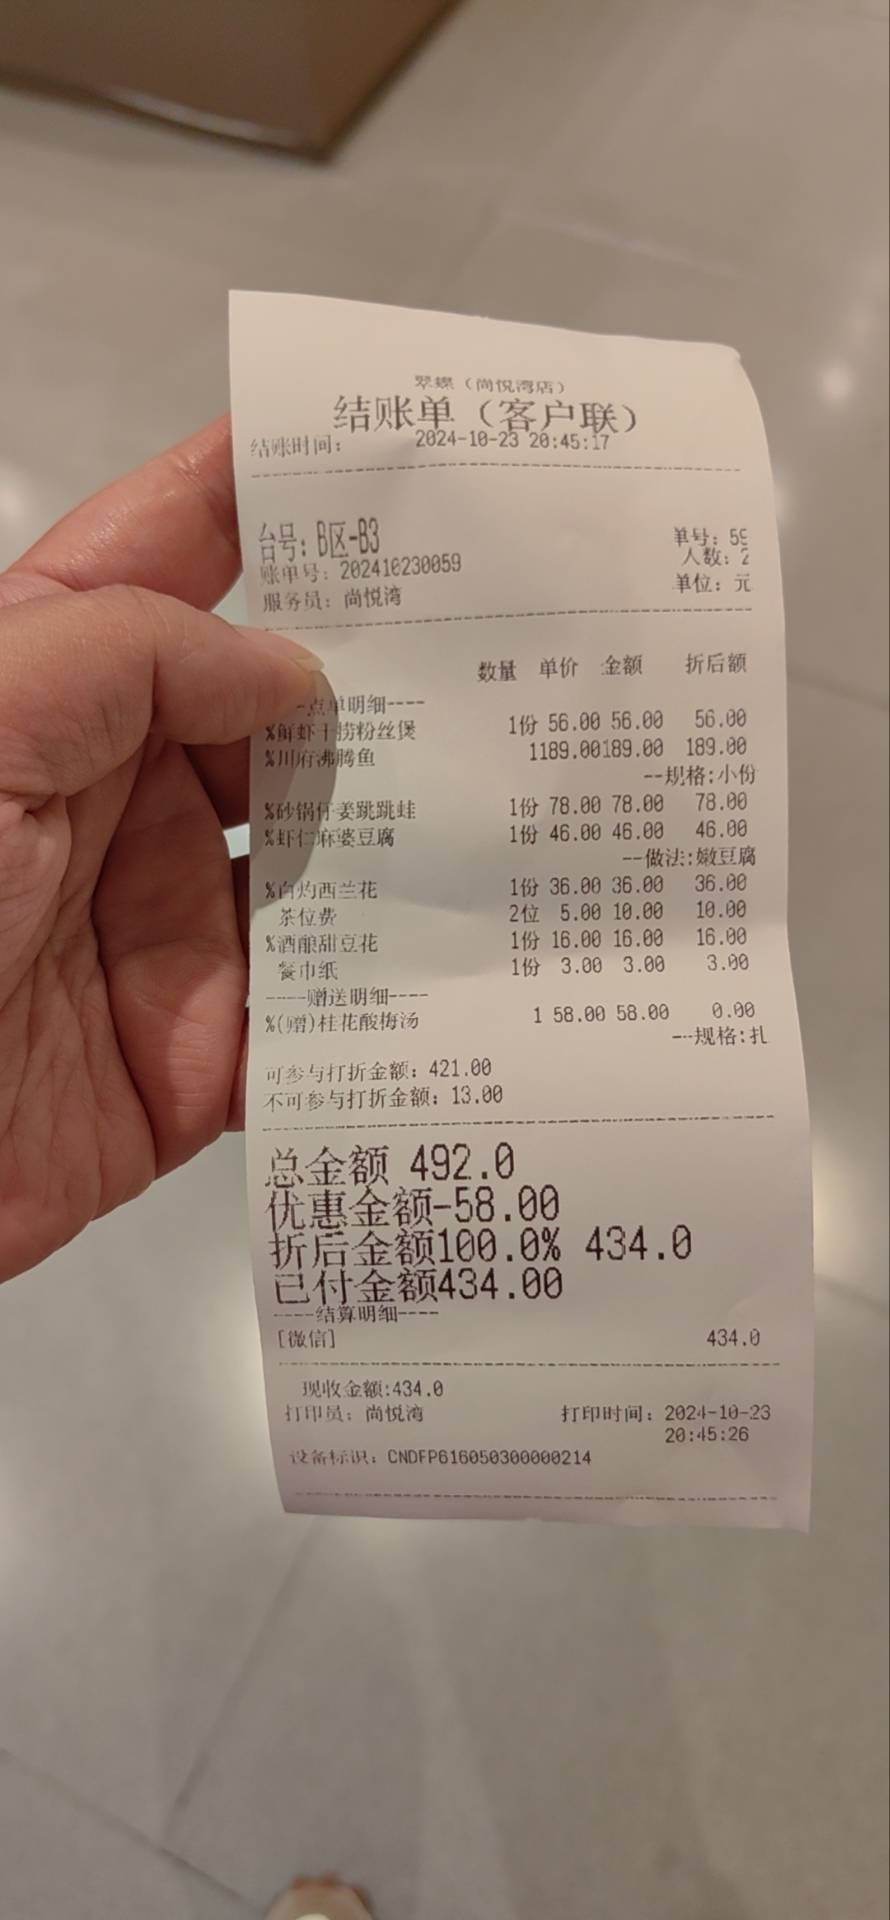 翠蝶（尚悦湾店）
结账单（客户联）
结账时间： 2024-10-23 20:45:17
台号：B区-B3 单号：59
账单号：202410230059 人数：2
服务员：尚悦湾 单位：元
数量 单价 金额 折后额
--点单明细----
%鲜虾干捞粉丝煲 1份 56.00 56.00 56.00
%川府沸腾鱼 1189.00189.00 189.00
--规格:小份
%砂锅仔姜跳跳蛙 1份 78.00 78.00 78.00
%虾仁麻婆豆腐 1份 46.00 46.00 46.00
--做法:嫩豆腐
%白灼西兰花 1份 36.00 36.00 36.00
茶位费 2位 5.00 10.00 10.00
%酒酿甜豆花 1份 16.00 16.00 16.00
餐巾纸 1份 3.00 3.00 3.00
----赠送明细----
%(赠)桂花酸梅汤 1 58.00 58.00 0.00
--规格:扎
可参与打折金额：421.00
不可参与打折金额：13.00
总金额 492.0
优惠金额-58.00
折后金额100.0% 434.0
已付金额434.00
----结算明细----
[微信] 434.0
现收金额:434.0
打印员：尚悦湾 打印时间：2024-10-23
20:45:26
设备标识：CNDFP616050300000214